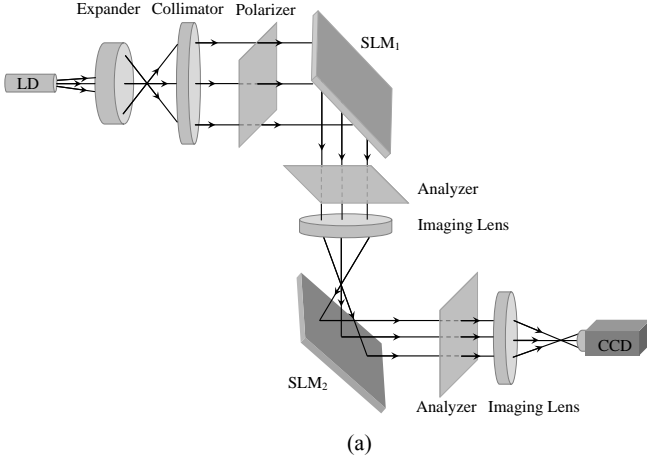 Expander Collimator Polarizer
LD
SLM1
Analyzer
Imaging Lens
CCD
SLM2
Analyzer Imaging Lens
(a)